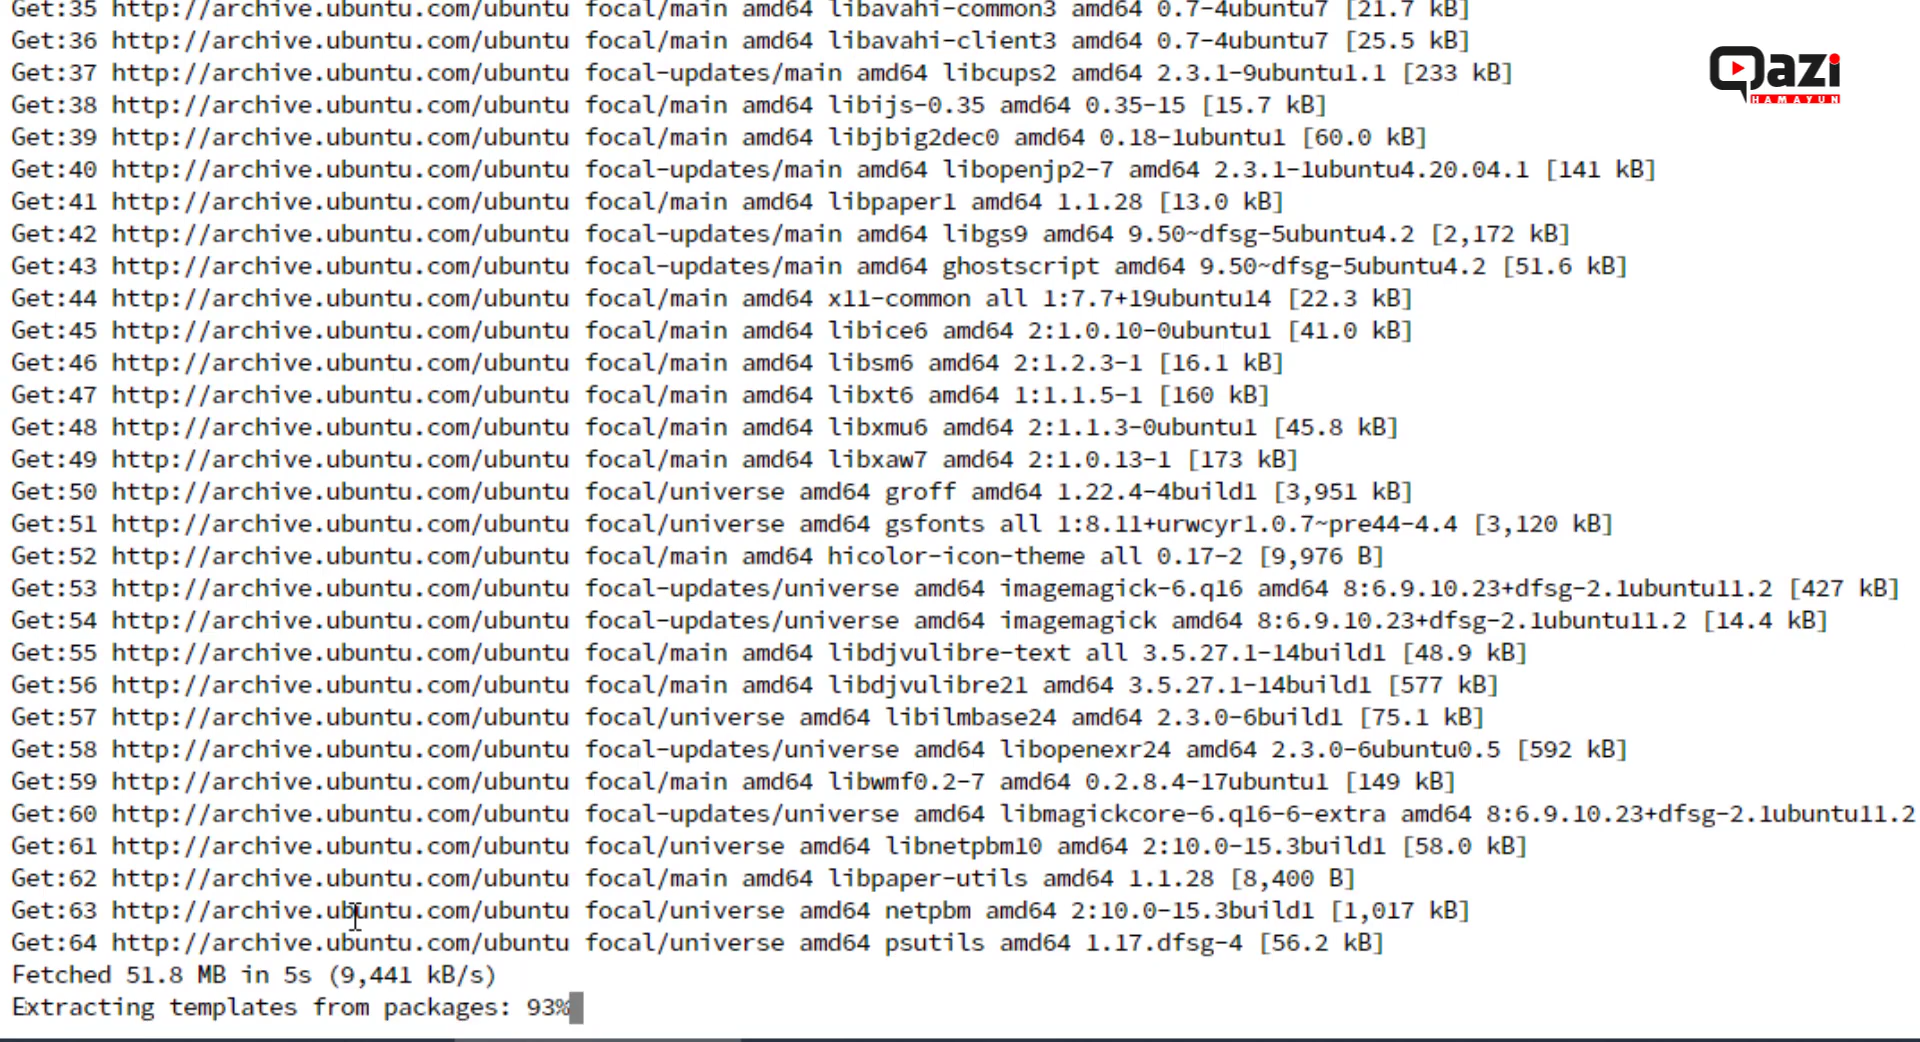 Get:35 http://archive.ubuntu.com/ubuntu focal/main amd64 libavahi-common3 amd64 0.7-4ubuntu7 [21.7 kB]
Get:36 http://archive.ubuntu.com/ubuntu focal/main amd64 libavahi-client3 amd64 0.7-4ubuntu7 [25.5 kB]
Get:37 http://archive.ubuntu.com/ubuntu focal-updates/main amd64 libcups2 amd64 2.3.1-9ubuntu1.1 [233 kB]
Get:38 http://archive.ubuntu.com/ubuntu focal/main amd64 libijs-0.35 amd64 0.35-15 [15.7 kB]
Get:39 http://archive.ubuntu.com/ubuntu focal/main amd64 libjbig2dec0 amd64 0.18-1ubuntu1 [60.0 kB]
Get:40 http://archive.ubuntu.com/ubuntu focal-updates/main amd64 libopenjp2-7 amd64 2.3.1-1ubuntu4.20.04.1 [141 kB]
Get:41 http://archive.ubuntu.com/ubuntu focal/main amd64 libpaper1 amd64 1.1.28 [13.0 kB]
Get:42 http://archive.ubuntu.com/ubuntu focal-updates/main amd64 libgs9 amd64 9.50~dfsg-5ubuntu4.2 [2,172 kB]
Get:43 http://archive.ubuntu.com/ubuntu focal-updates/main amd64 ghostscript amd64 9.50~dfsg-5ubuntu4.2 [51.6 kB]
Get:44 http://archive.ubuntu.com/ubuntu focal/main amd64 x11-common all 1:7.7+19ubuntu14 [22.3 kB]
Get:45 http://archive.ubuntu.com/ubuntu focal/main amd64 libice6 amd64 2:1.0.10-0ubuntu1 [41.0 kB]
Get:46 http://archive.ubuntu.com/ubuntu focal/main amd64 libsm6 amd64 2:1.2.3-1 [16.1 kB]
Get:47 http://archive.ubuntu.com/ubuntu focal/main amd64 libxt6 amd64 1:1.1.5-1 [160 kB]
Get:48 http://archive.ubuntu.com/ubuntu focal/main amd64 libxmu6 amd64 2:1.1.3-0ubuntu1 [45.8 kB]
Get:49 http://archive.ubuntu.com/ubuntu focal/main amd64 libxaw7 amd64 2:1.0.13-1 [173 kB]
Get:50 http://archive.ubuntu.com/ubuntu focal/universe amd64 groff amd64 1.22.4-4build1 [3,951 kB]
Get:51 http://archive.ubuntu.com/ubuntu focal/universe amd64 gsfonts all 1:8.11+urwcyr1.0.7~pre44-4.4 [3,120 kB]
Get:52 http://archive.ubuntu.com/ubuntu focal/main amd64 hicolor-icon-theme all 0.17-2 [9,976 B]
Get:53 http://archive.ubuntu.com/ubuntu focal-updates/universe amd64 imagemagick-6.q16 amd64 8:6.9.10.23+dfsg-2.1ubuntu11.2 [427 kB]
Get:54 http://archive.ubuntu.com/ubuntu focal-updates/universe amd64 imagemagick amd64 8:6.9.10.23+dfsg-2.1ubuntu11.2 [14.4 kB]
Get:55 http://archive.ubuntu.com/ubuntu focal/main amd64 libdjvulibre-text all 3.5.27.1-14build1 [48.9 kB]
Get:56 http://archive.ubuntu.com/ubuntu focal/main amd64 libdjvulibre21 amd64 3.5.27.1-14build1 [577 kB]
Get:57 http://archive.ubuntu.com/ubuntu focal/universe amd64 libilmbase24 amd64 2.3.0-6build1 [75.1 kB]
Get:58 http://archive.ubuntu.com/ubuntu focal-updates/universe amd64 libopenexr24 amd64 2.3.0-6ubuntu0.5 [592 kB]
Get:59 http://archive.ubuntu.com/ubuntu focal/main amd64 libwmf0.2-7 amd64 0.2.8.4-17ubuntu1 [149 kB]
Get:60 http://archive.ubuntu.com/ubuntu focal-updates/universe amd64 libmagickcore-6.q16-6-extra amd64 8:6.9.10.23+dfsg-2.1ubuntu11.2
Get:61 http://archive.ubuntu.com/ubuntu focal/universe amd64 libnetpbm10 amd64 2:10.0-15.3build1 [58.0 kB]
Get:62 http://archive.ubuntu.com/ubuntu focal/main amd64 libpaper-utils amd64 1.1.28 [8,400 B]
Get:63 http://archive.ubuntu.com/ubuntu focal/universe amd64 netpbm amd64 2:10.0-15.3build1 [1,017 kB]
Get:64 http://archive.ubuntu.com/ubuntu focal/universe amd64 psutils amd64 1.17.dfsg-4 [56.2 kB]
Fetched 51.8 MB in 5s (9,441 kB/s)
Extracting templates from packages: 93%
Qazi
HAMAYUN